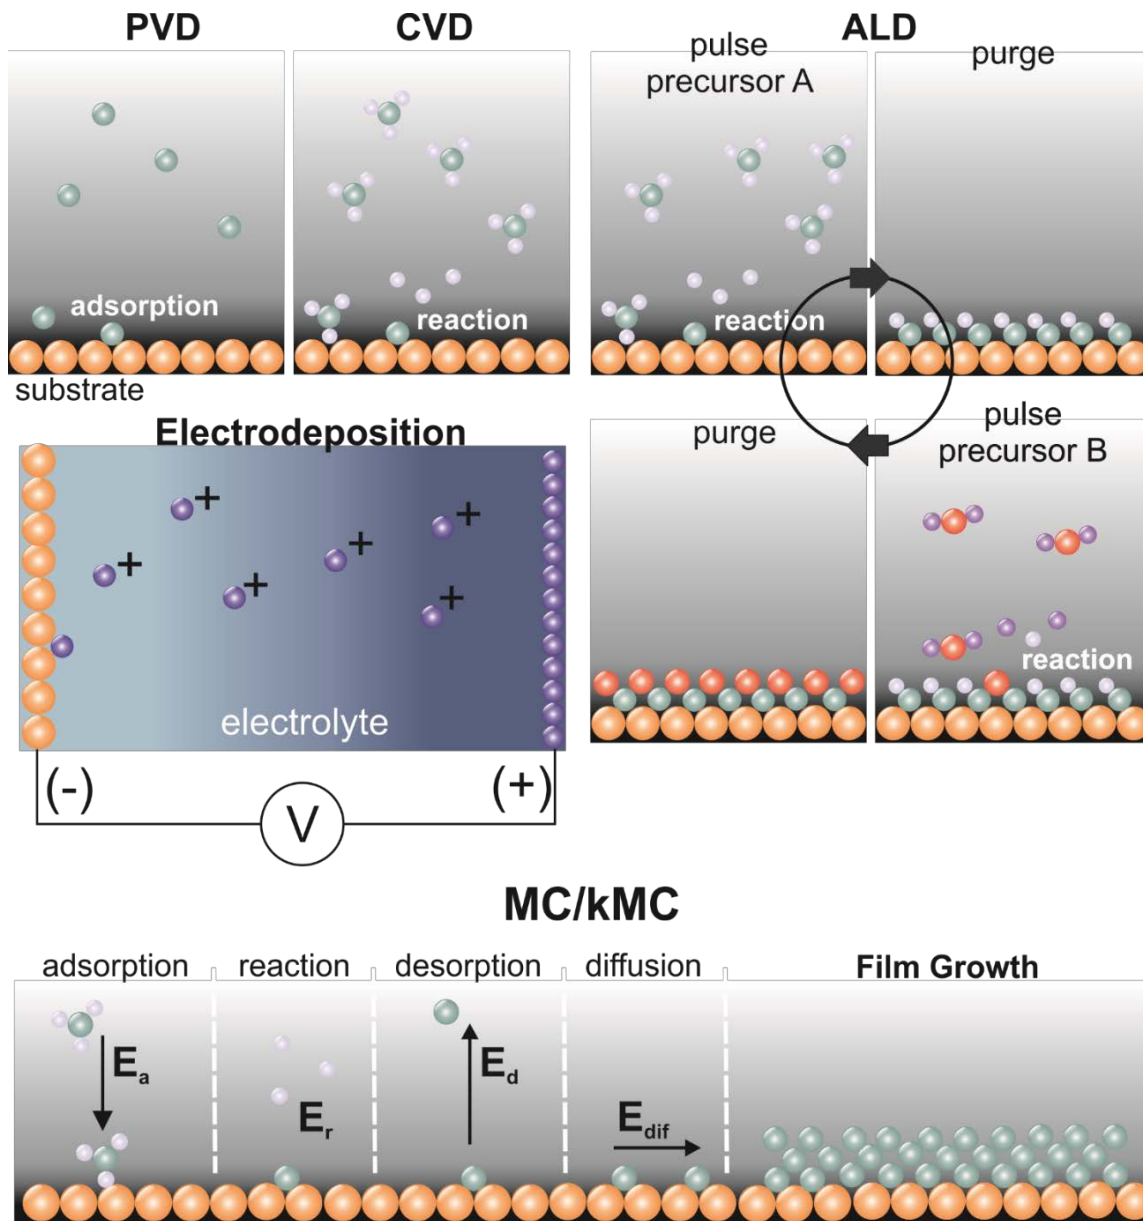 PVD
CVD
ALD
pulse
precursor A
purge
adsorption
reaction
reaction
substrate
Electrodeposition
purge
pulse
precursor B
+
+
+
+
+
+
reaction
electrolyte
(-)
(+)
V
MC/kMC
adsorption
reaction
desorption
diffusion
Film Growth
Ea
Er
Ed
Edif